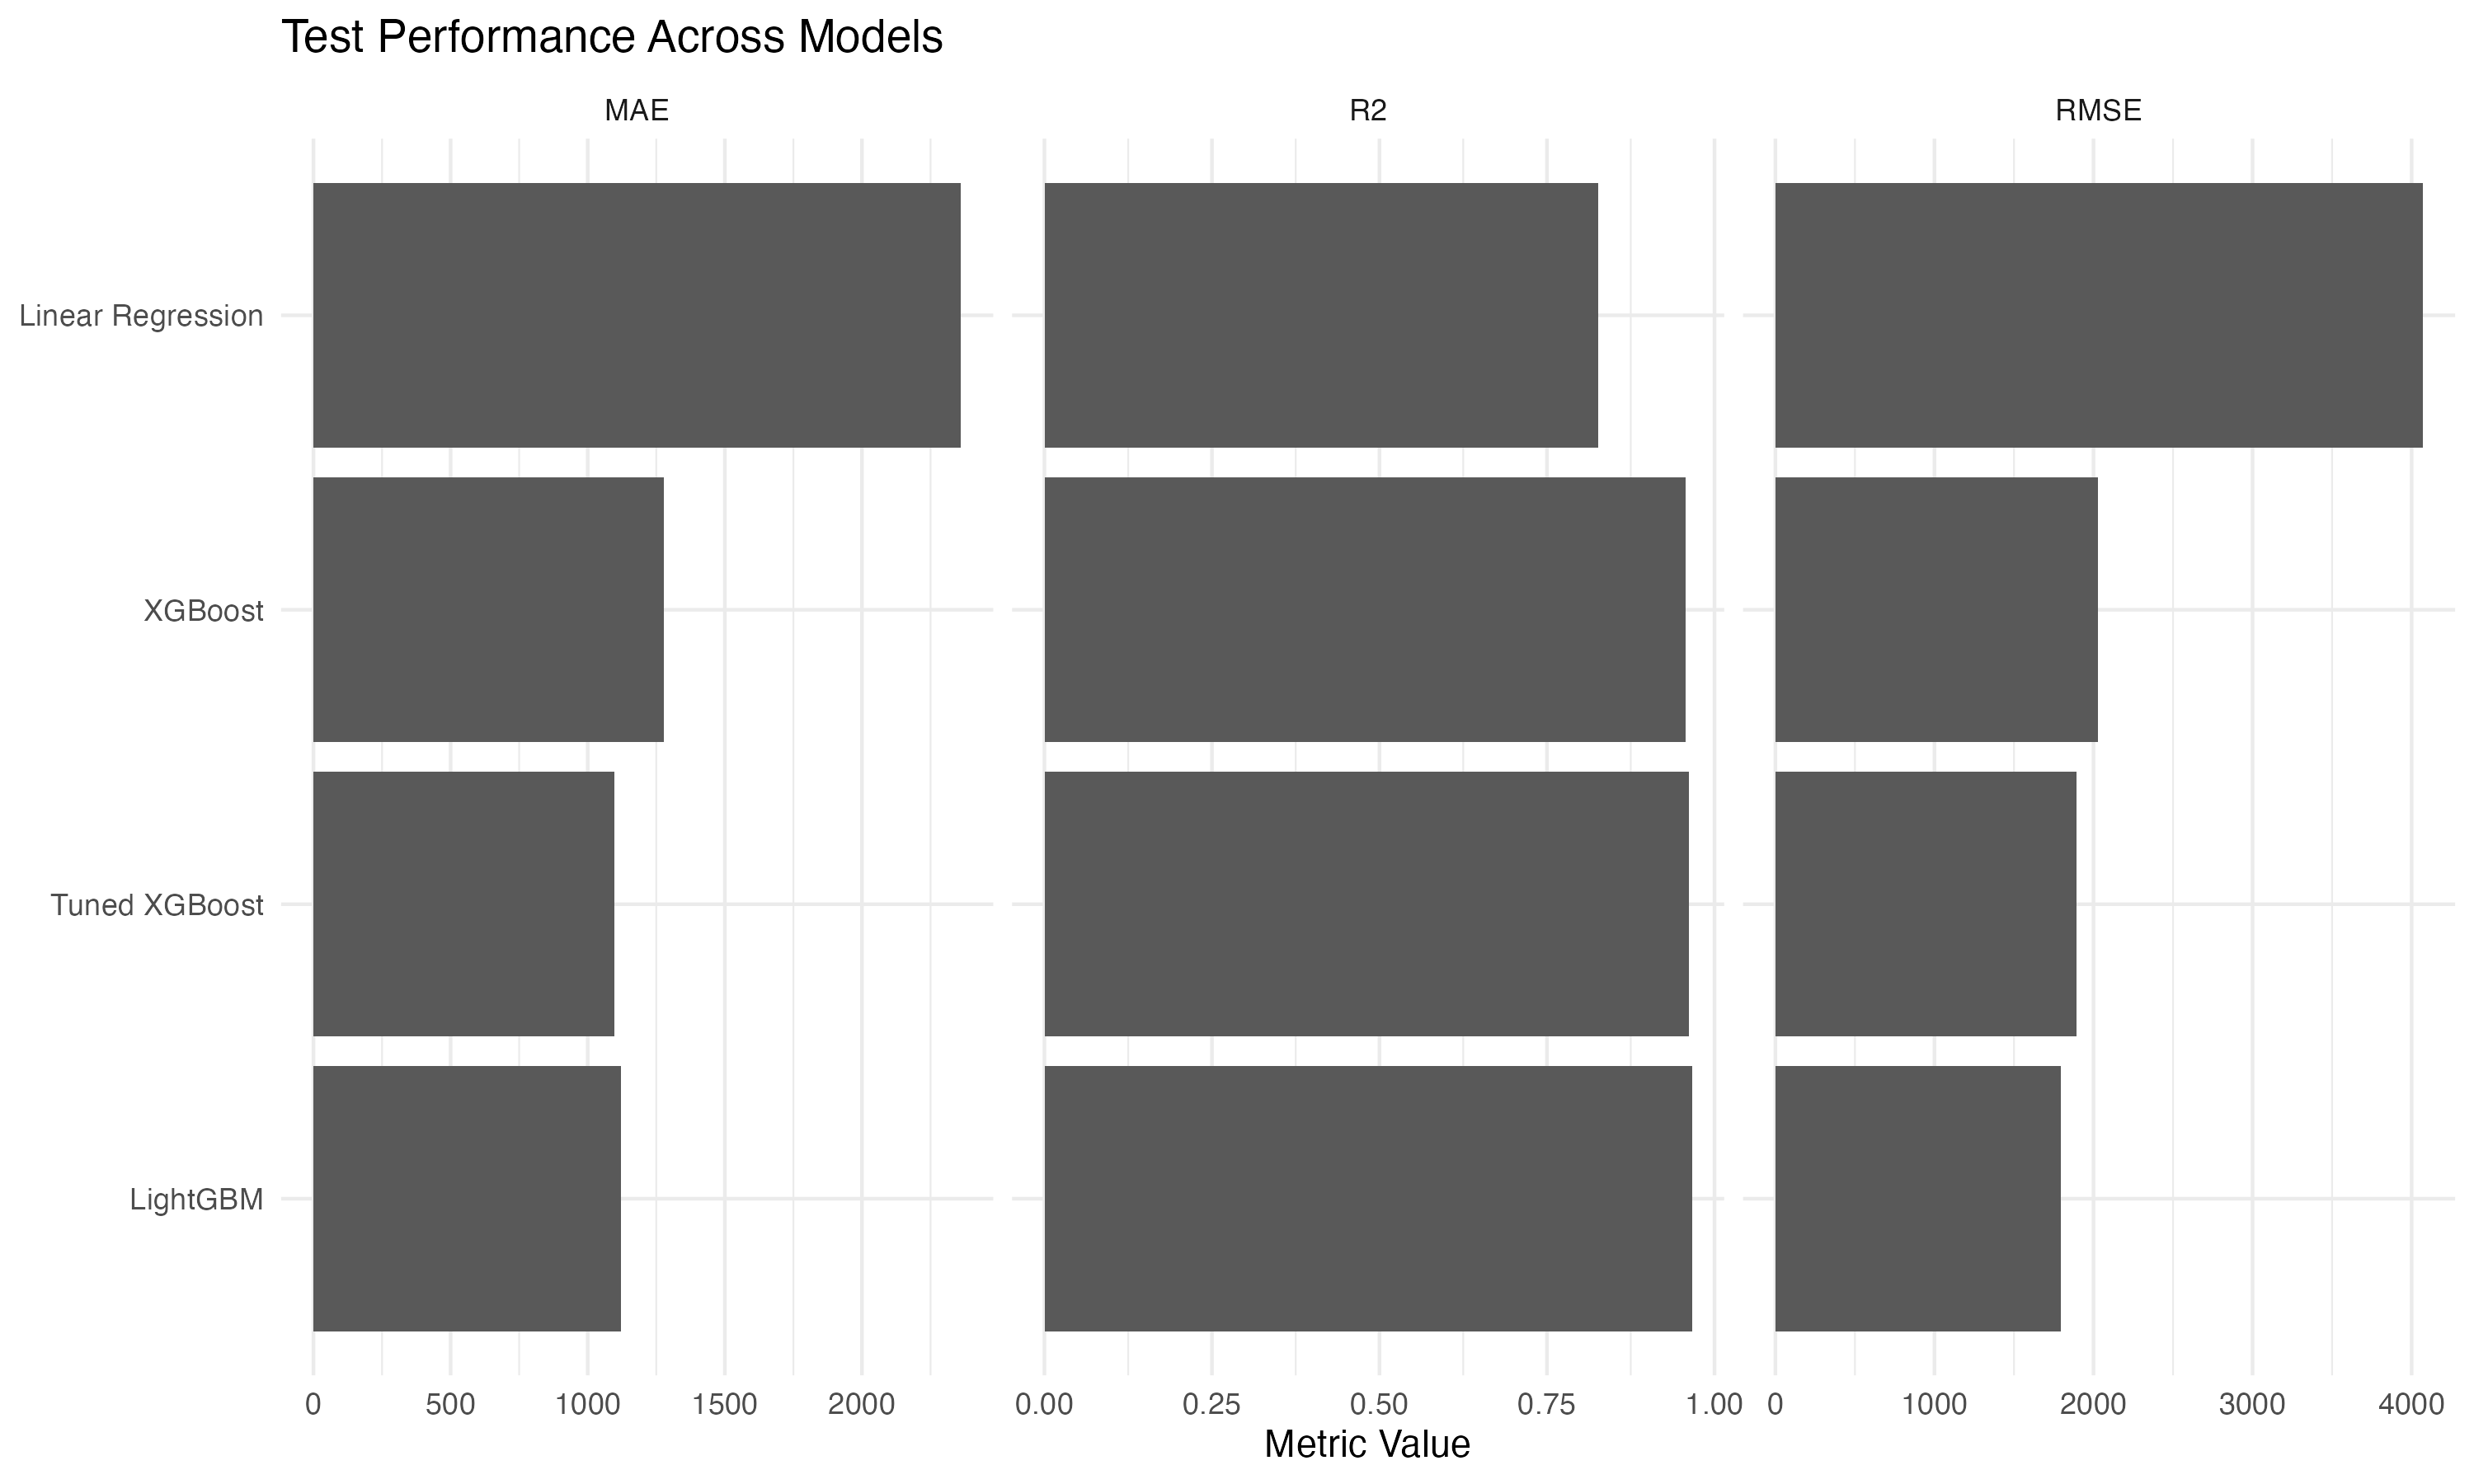 Test Performance Across Models
MAE R2 RMSE
Linear Regression
XGBoost
Tuned XGBoost
LightGBM
0 500 1000 1500 2000 0.00 0.25 0.50 0.75 1.00 0 1000 2000 3000 4000
Metric Value